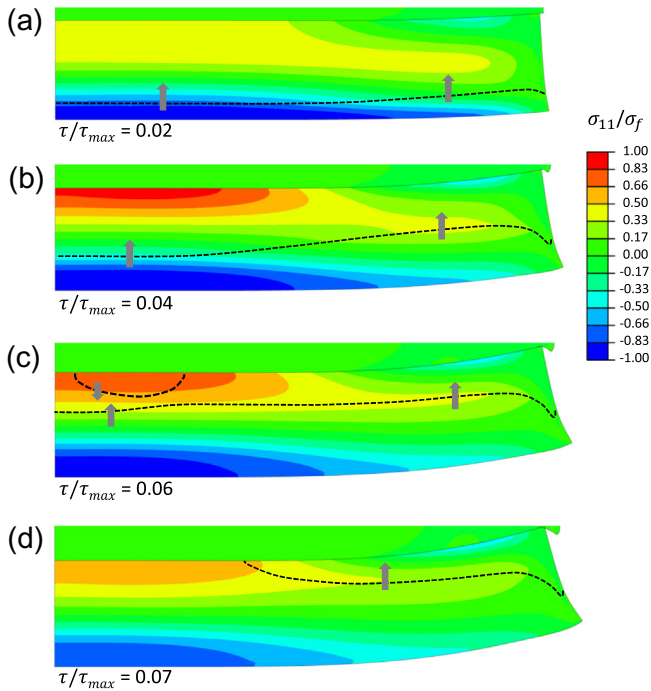 (a)
τ/τmax = 0.02
(b)
τ/τmax = 0.04
(c)
τ/τmax = 0.06
(d)
τ/τmax = 0.07
σ11/σf
1.00
0.83
0.66
0.50
0.33
0.17
0.00
-0.17
-0.33
-0.50
-0.66
-0.83
-1.00